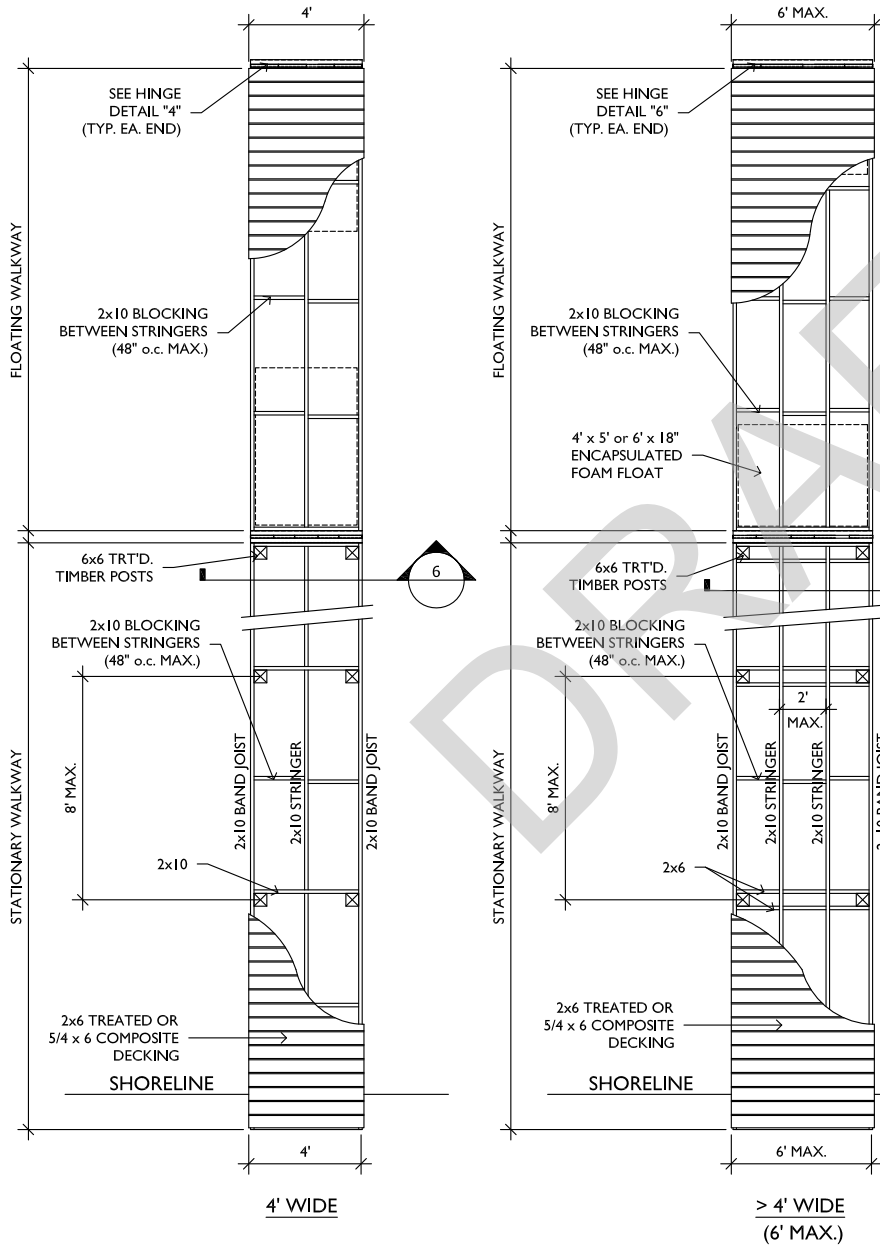 4'
SEE HINGE
DETAIL "4"
(TYP. EA. END)
FLOATING WALKWAY
2x10 BLOCKING
BETWEEN STRINGERS
(48" o.c. MAX.)
6x6 TRT'D.
TIMBER POSTS
6
2x10 BLOCKING
BETWEEN STRINGERS
(48" o.c. MAX.)
STATIONARY WALKWAY
8' MAX.
2x10 BAND JOIST
2x10 STRINGER
2x10 BAND JOIST
2x10
2x6 TREATED OR
5/4 x 6 COMPOSITE
DECKING
SHORELINE
4'
4' WIDE
6' MAX.
SEE HINGE
DETAIL "6"
(TYP. EA. END)
FLOATING WALKWAY
2x10 BLOCKING
BETWEEN STRINGERS
(48" o.c. MAX.)
4' x 5' or 6' x 18"
ENCAPSULATED
FOAM FLOAT
6x6 TRT'D.
TIMBER POSTS
2x10 BLOCKING
BETWEEN STRINGERS
(48" o.c. MAX.)
2'
MAX.
STATIONARY WALKWAY
8' MAX.
2x10 BAND JOIST
2x10 STRINGER
2x10 STRINGER
2x10 BAND JOIST
2x6
2x6 TREATED OR
5/4 x 6 COMPOSITE
DECKING
SHORELINE
6' MAX.
> 4' WIDE
(6' MAX.)
DRA